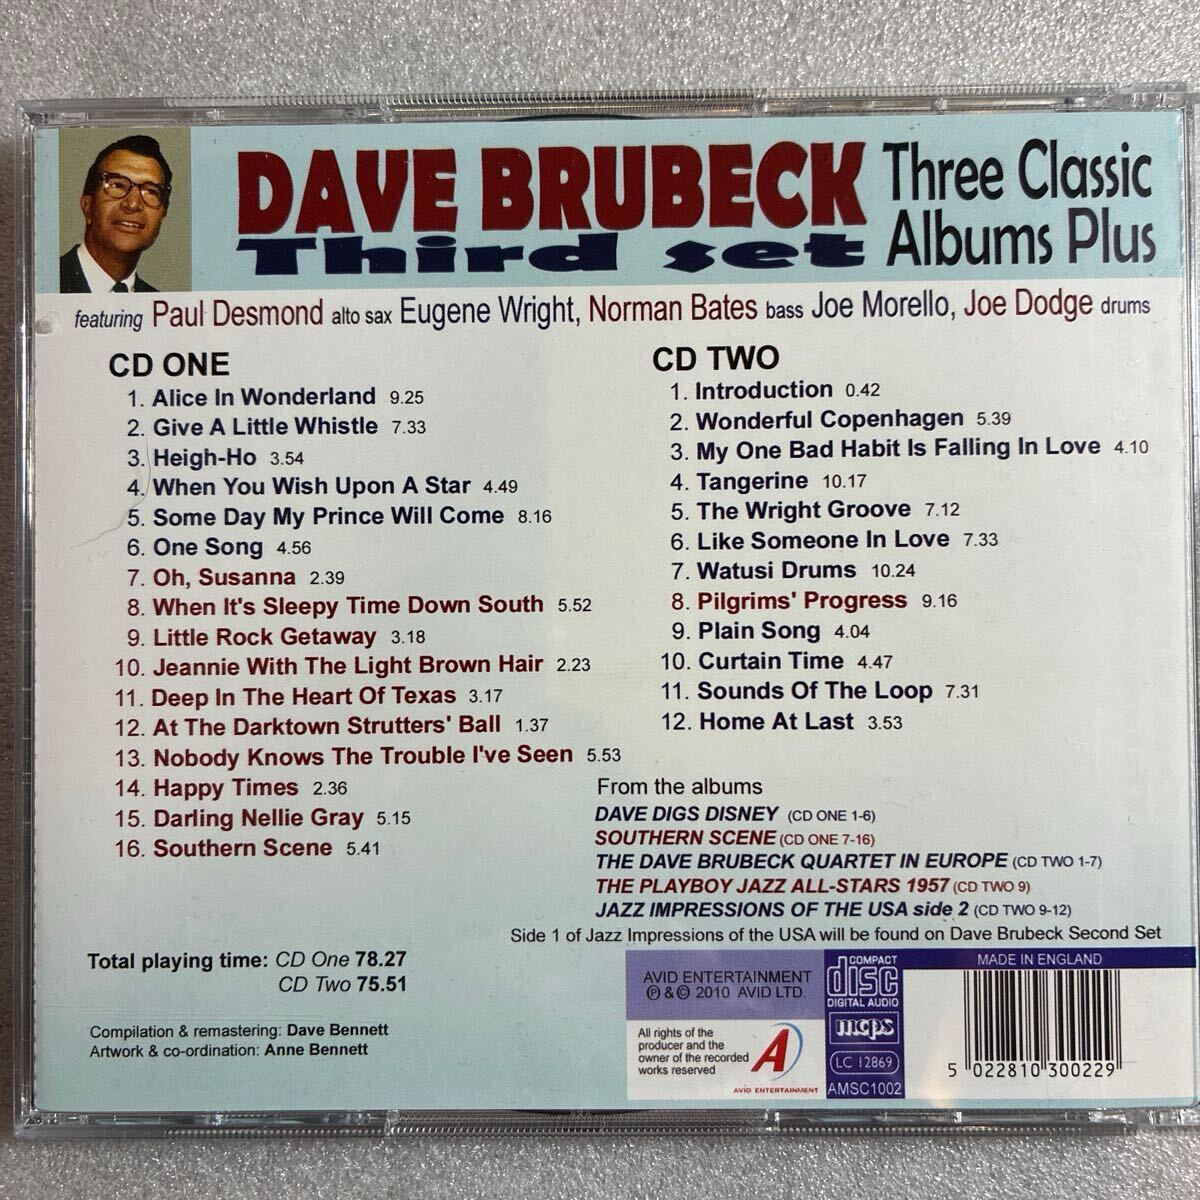 DAVE BRUBECK
Third set
Three Classic
Albums Plus
featuring Paul Desmond alto sax Eugene Wright, Norman Bates bass Joe Morello, Joe Dodge drums
CD ONE
1. Alice In Wonderland 9.25
2. Give A Little Whistle 7.33
3. Heigh-Ho 3.54
4. When You Wish Upon A Star 4.49
5. Some Day My Prince Will Come 8.16
6. One Song 4.56
7. Oh, Susanna 2.39
8. When It's Sleepy Time Down South 5.52
9. Little Rock Getaway 3.18
10. Jeannie With The Light Brown Hair 2.23
11. Deep In The Heart Of Texas 3.17
12. At The Darktown Strutters' Ball 1.37
13. Nobody Knows The Trouble I've Seen 5.53
14. Happy Times 2.36
15. Darling Nellie Gray 5.15
16. Southern Scene 5.41
CD TWO
1. Introduction 0.42
2. Wonderful Copenhagen 5.39
3. My One Bad Habit Is Falling In Love 4.10
4. Tangerine 10.17
5. The Wright Groove 7.12
6. Like Someone In Love 7.33
7. Watusi Drums 10.24
8. Pilgrims' Progress 9.16
9. Plain Song 4.04
10. Curtain Time 4.47
11. Sounds Of The Loop 7.31
12. Home At Last 3.53
From the albums
DAVE DIGS DISNEY (CD ONE 1-6)
SOUTHERN SCENE (CD ONE 7-16)
THE DAVE BRUBECK QUARTET IN EUROPE (CD TWO 1-7)
THE PLAYBOY JAZZ ALL-STARS 1957 (CD TWO 9)
JAZZ IMPRESSIONS OF THE USA side 2 (CD TWO 9-12)
Side 1 of Jazz Impressions of the USA will be found on Dave Brubeck Second Set
Total playing time: CD One 78.27
CD Two 75.51
Compilation & remastering: Dave Bennett
Artwork & co-ordination: Anne Bennett
AVID ENTERTAINMENT
℗ & © 2010 AVID LTD.
All rights of the
producer and the
owner of the recorded
works reserved
A
AVID ENTERTAINMENT
COMPACT
disc
DIGITAL AUDIO
mcps
LC 12869
AMSC1002
MADE IN ENGLAND
5 022810 300229